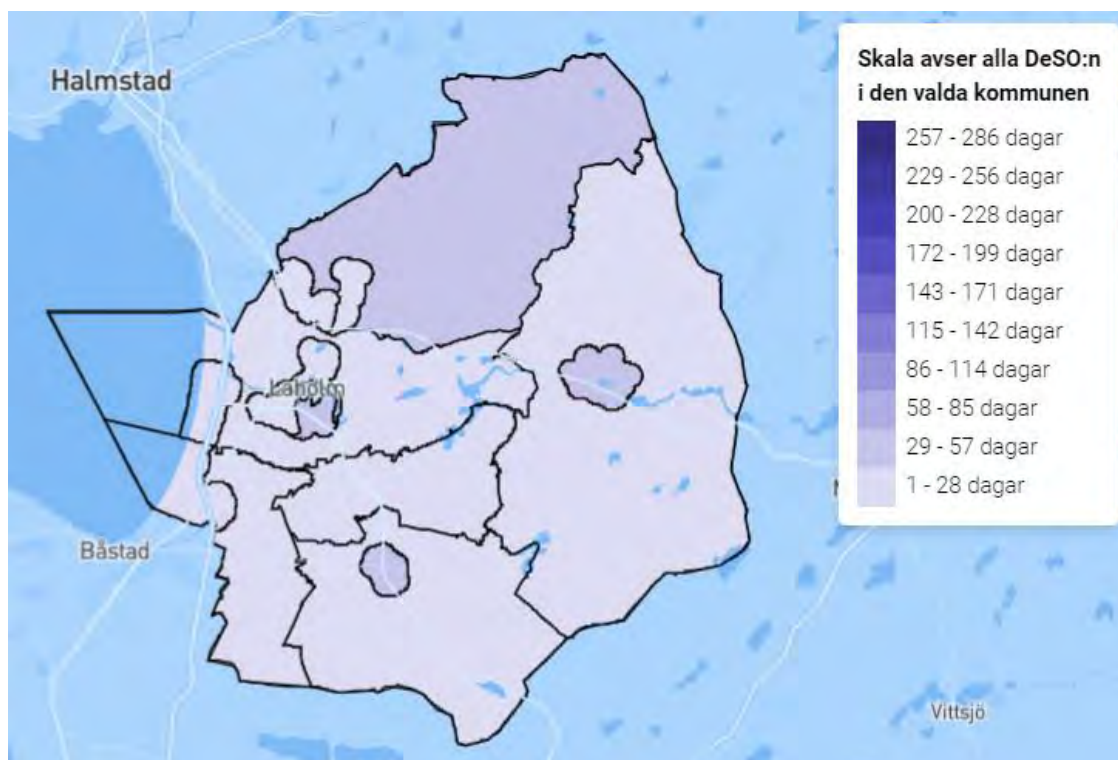 Halmstad
Laholm
Båstad
Vittsjö
Skala avser alla DeSO:n
i den valda kommunen
257 - 286 dagar
229 - 256 dagar
200 - 228 dagar
172 - 199 dagar
143 - 171 dagar
115 - 142 dagar
86 - 114 dagar
58 - 85 dagar
29 - 57 dagar
1 - 28 dagar